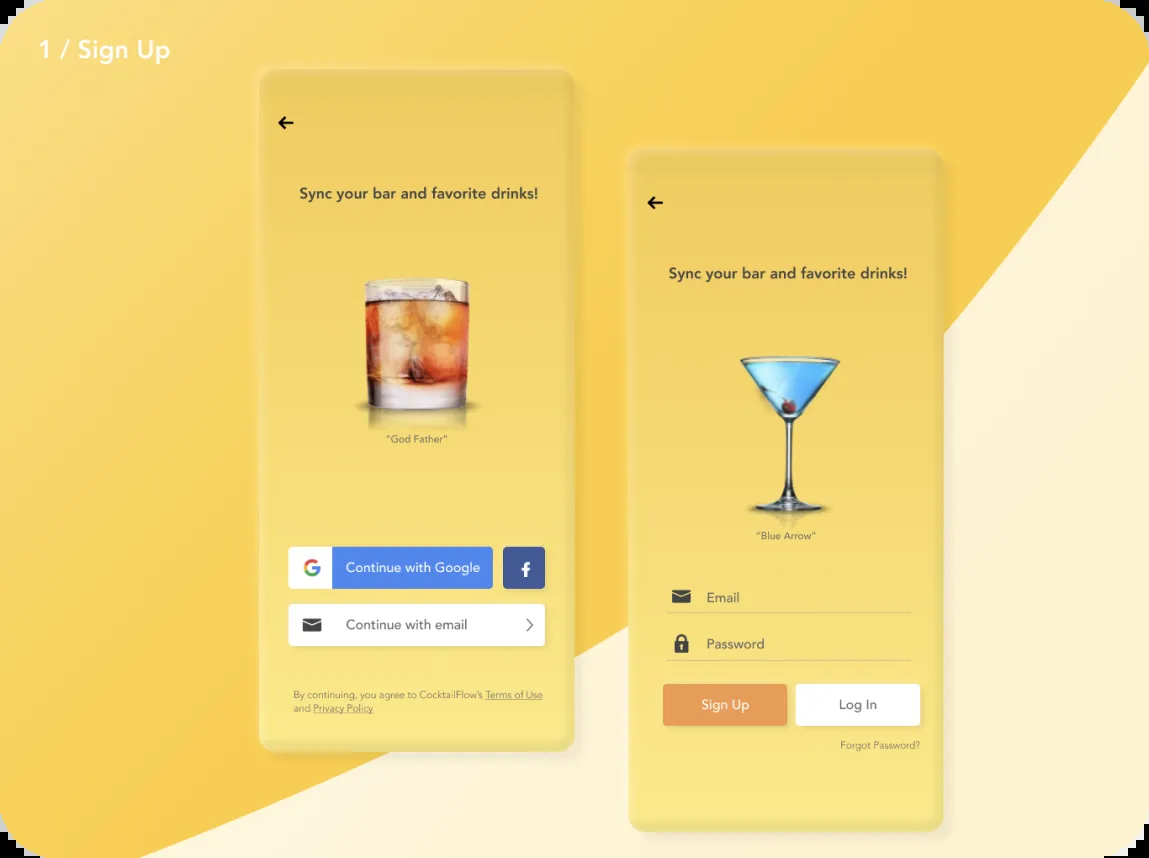 1 / Sign Up
Sync your bar and favorite drinks!
"God Father"
Continue with Google
Continue with email
By continuing, you agree to CocktailFlow's Terms of Use
and Privacy Policy
Sync your bar and favorite drinks!
"Blue Arrow"
Email
Password
Sign Up
Log In
Forgot Password?